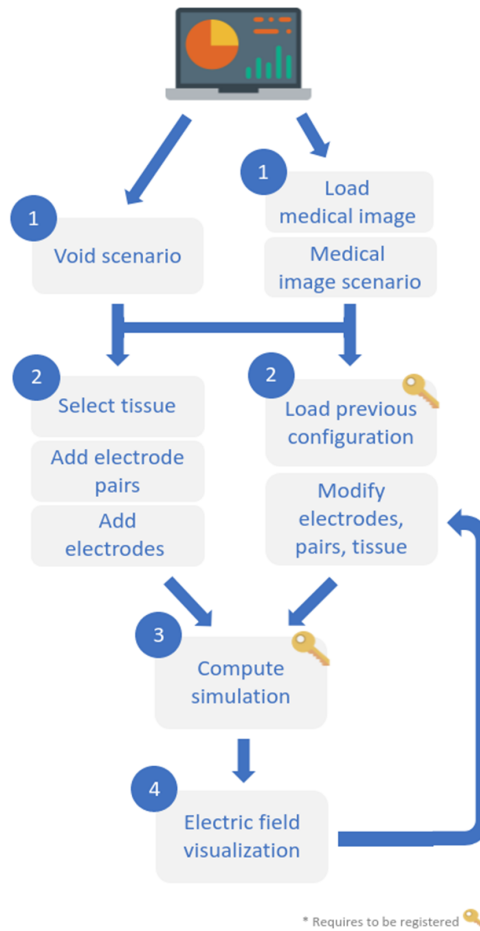 1
Load
medical image
1
Void scenario
Medical
image scenario
2
Select tissue
Add electrode
pairs
Add
electrodes
2
Load previous
configuration
Modify
electrodes,
pairs, tissue
3
Compute
simulation
4
Electric field
visualization
* Requires to be registered